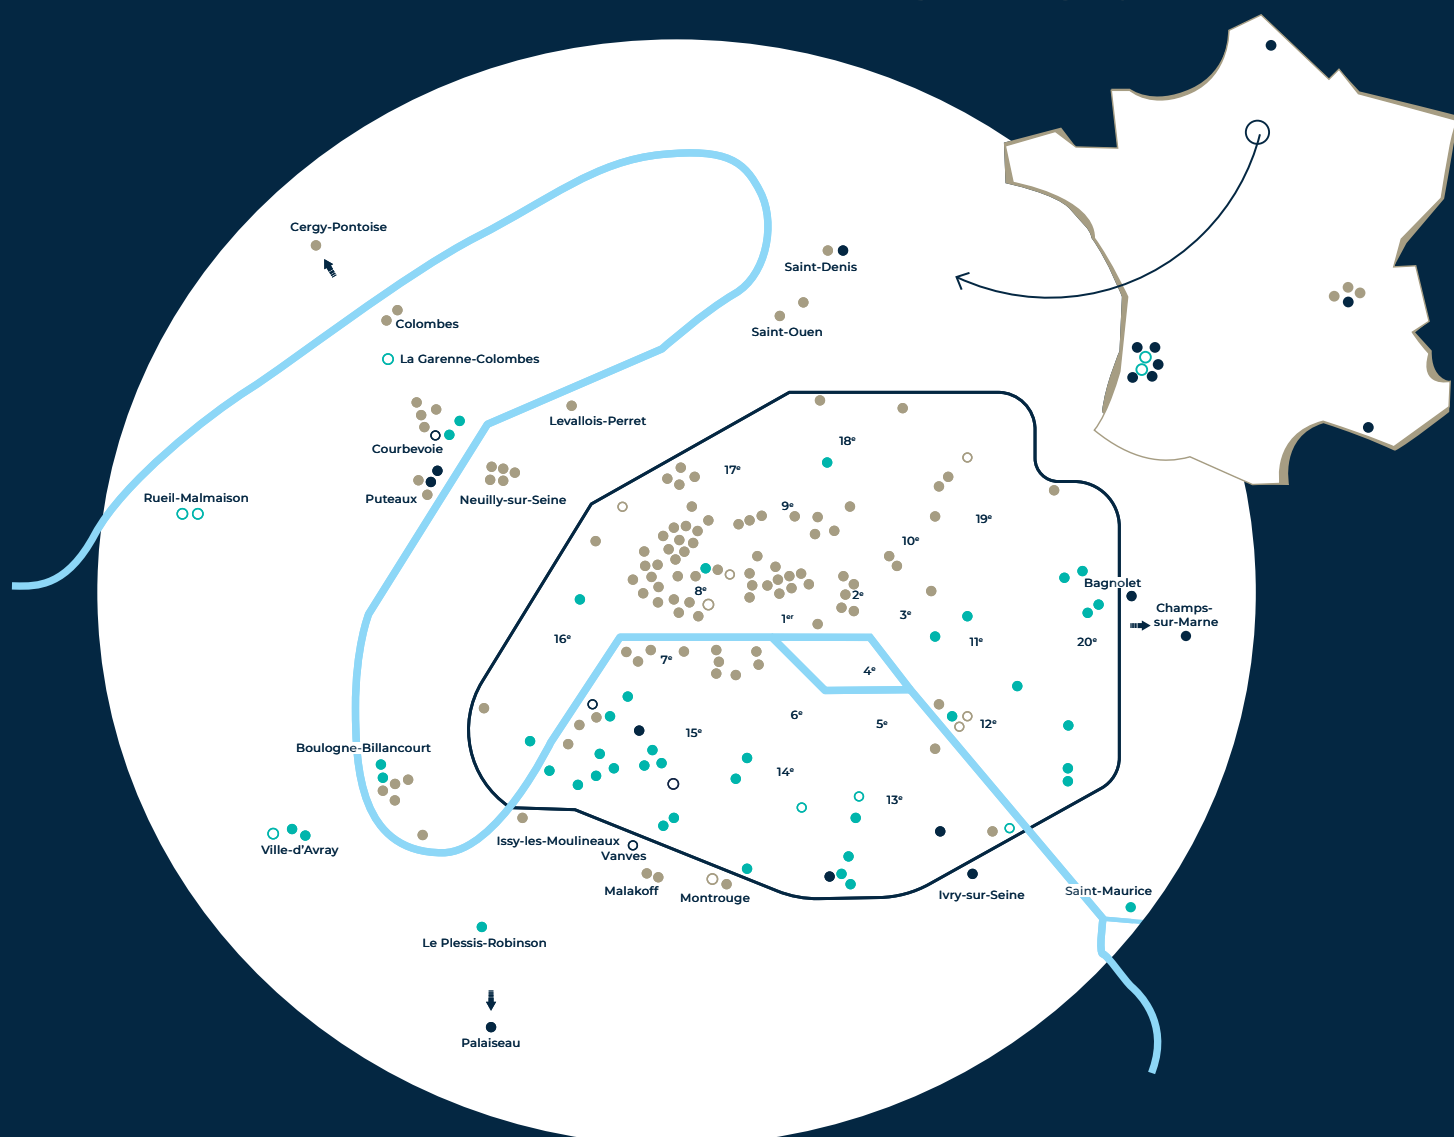 Cergy-Pontoise
Saint-Denis
Colombes
Saint-Ouen
La Garenne-Colombes
Levallois-Perret
Courbevoie
18e
17e
Rueil-Malmaison
Puteaux
Neuilly-sur-Seine
9e
19e
10e
Bagnolet
8e
2e
Champs-
sur-Marne
1er
3e
16e
11e
20e
7e
4e
6e
5e
12e
15e
Boulogne-Billancourt
14e
13e
Issy-les-Moulineaux
Ville-d’Avray
Vanves
Malakoff
Montrouge
Ivry-sur-Seine
Saint-Maurice
Le Plessis-Robinson
Palaiseau